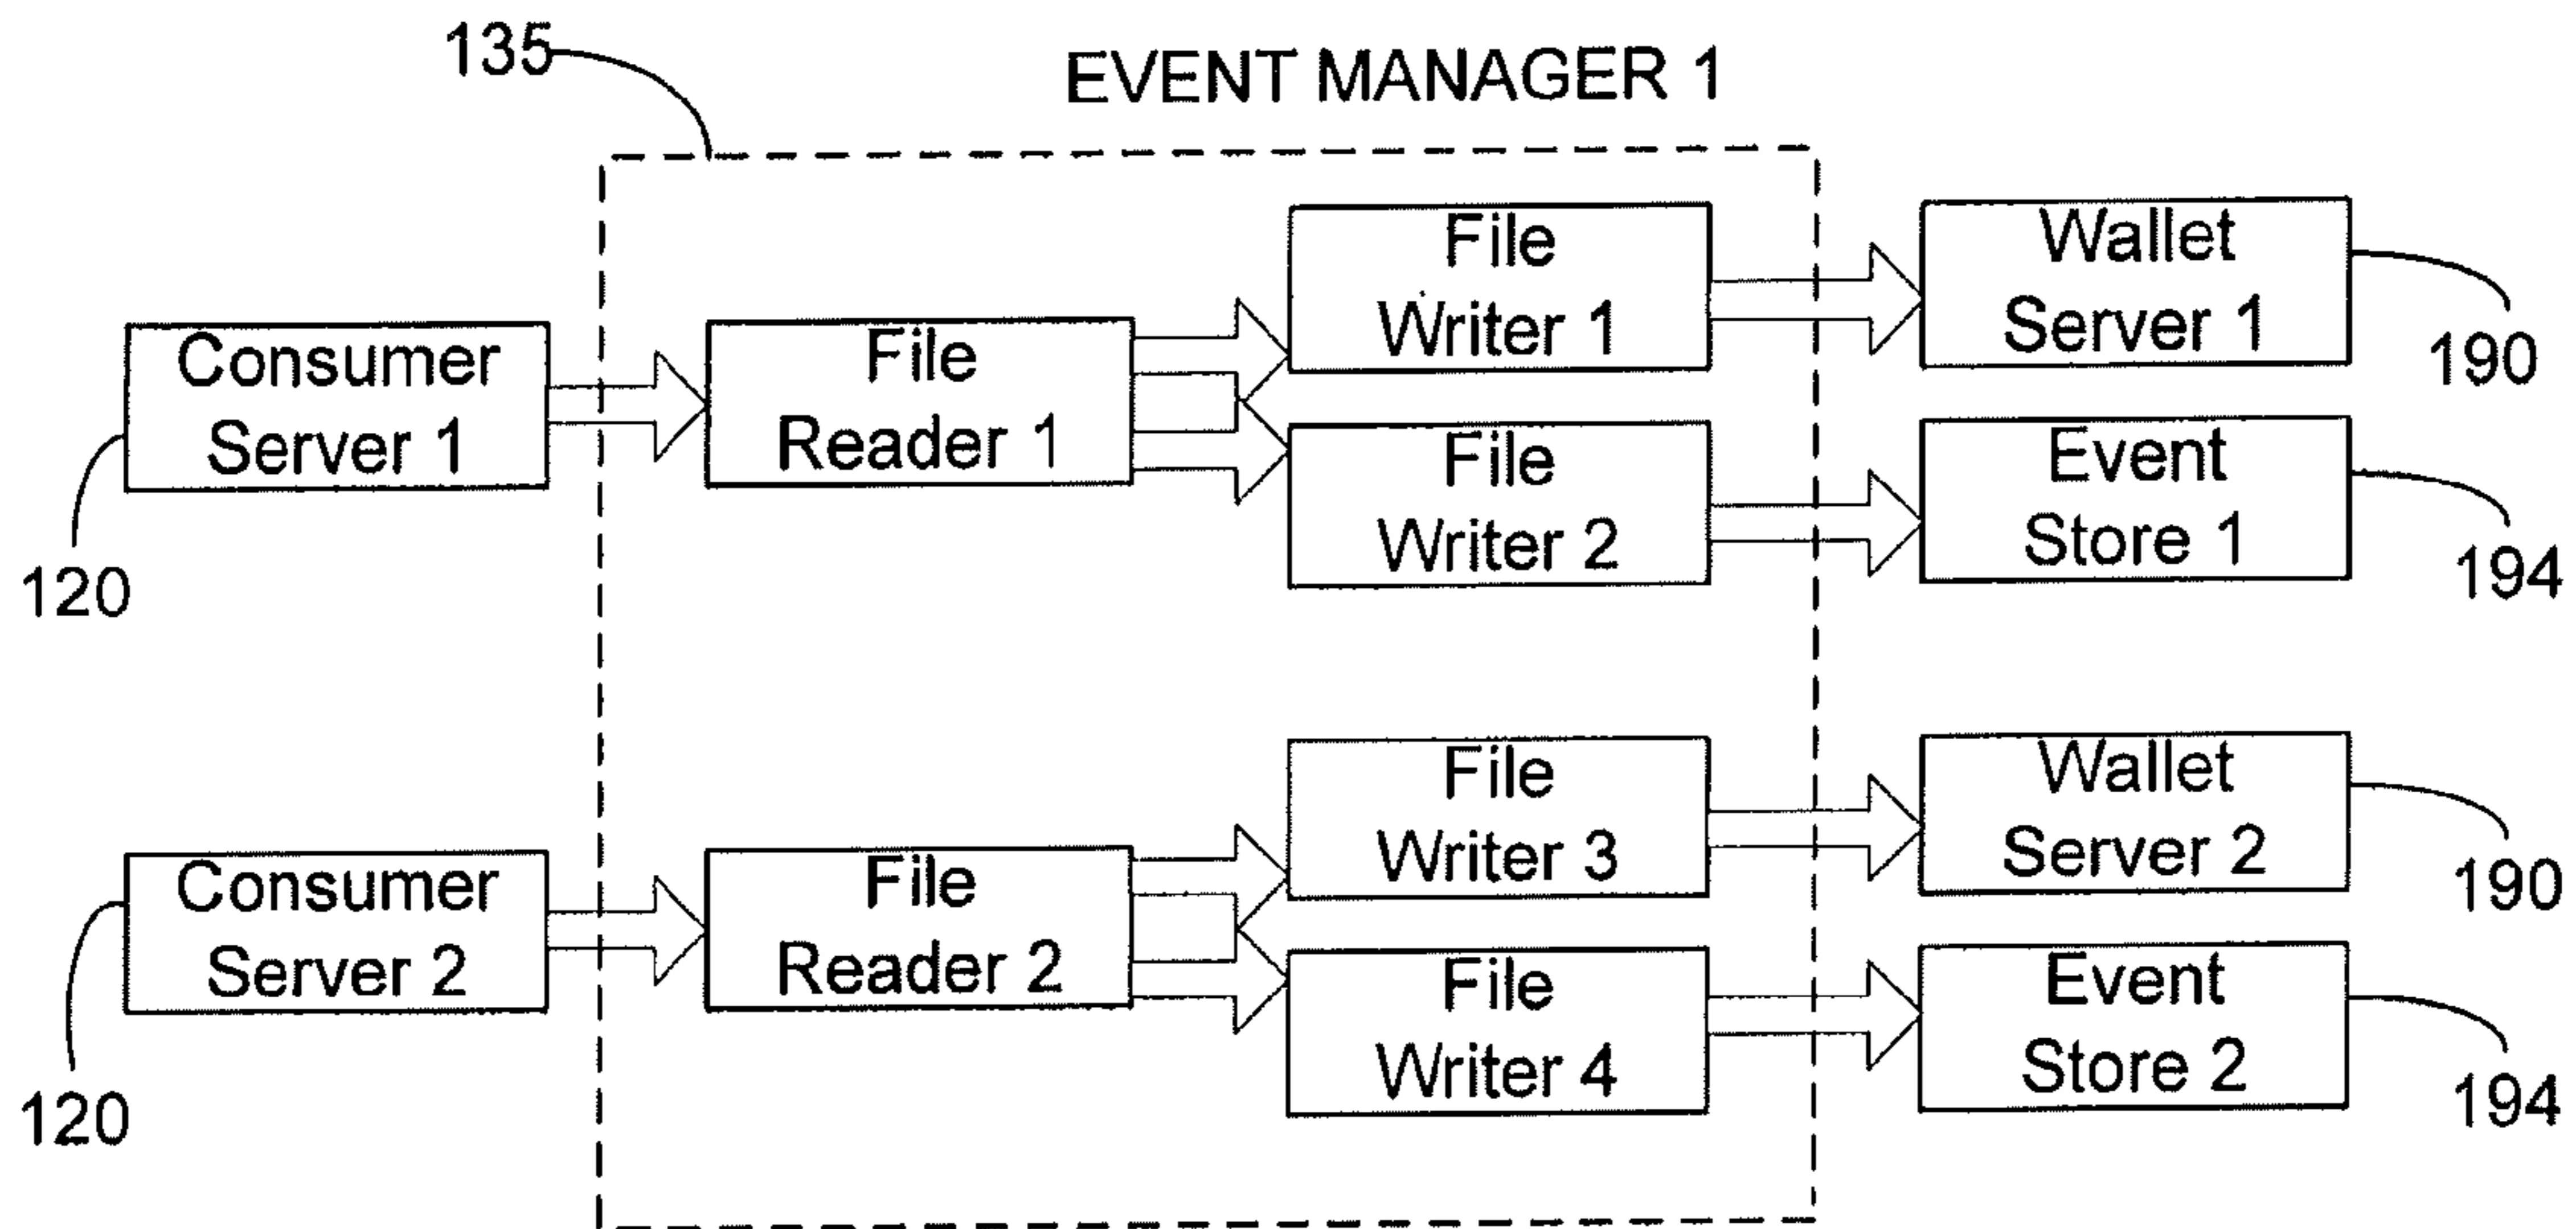 135
EVENT MANAGER 1
File
Writer 1
Wallet
Server 1
190
Consumer
Server 1
120
File
Reader 1
File
Writer 2
Event
Store 1
194
File
Writer 3
Wallet
Server 2
190
Consumer
Server 2
120
File
Reader 2
File
Writer 4
Event
Store 2
194